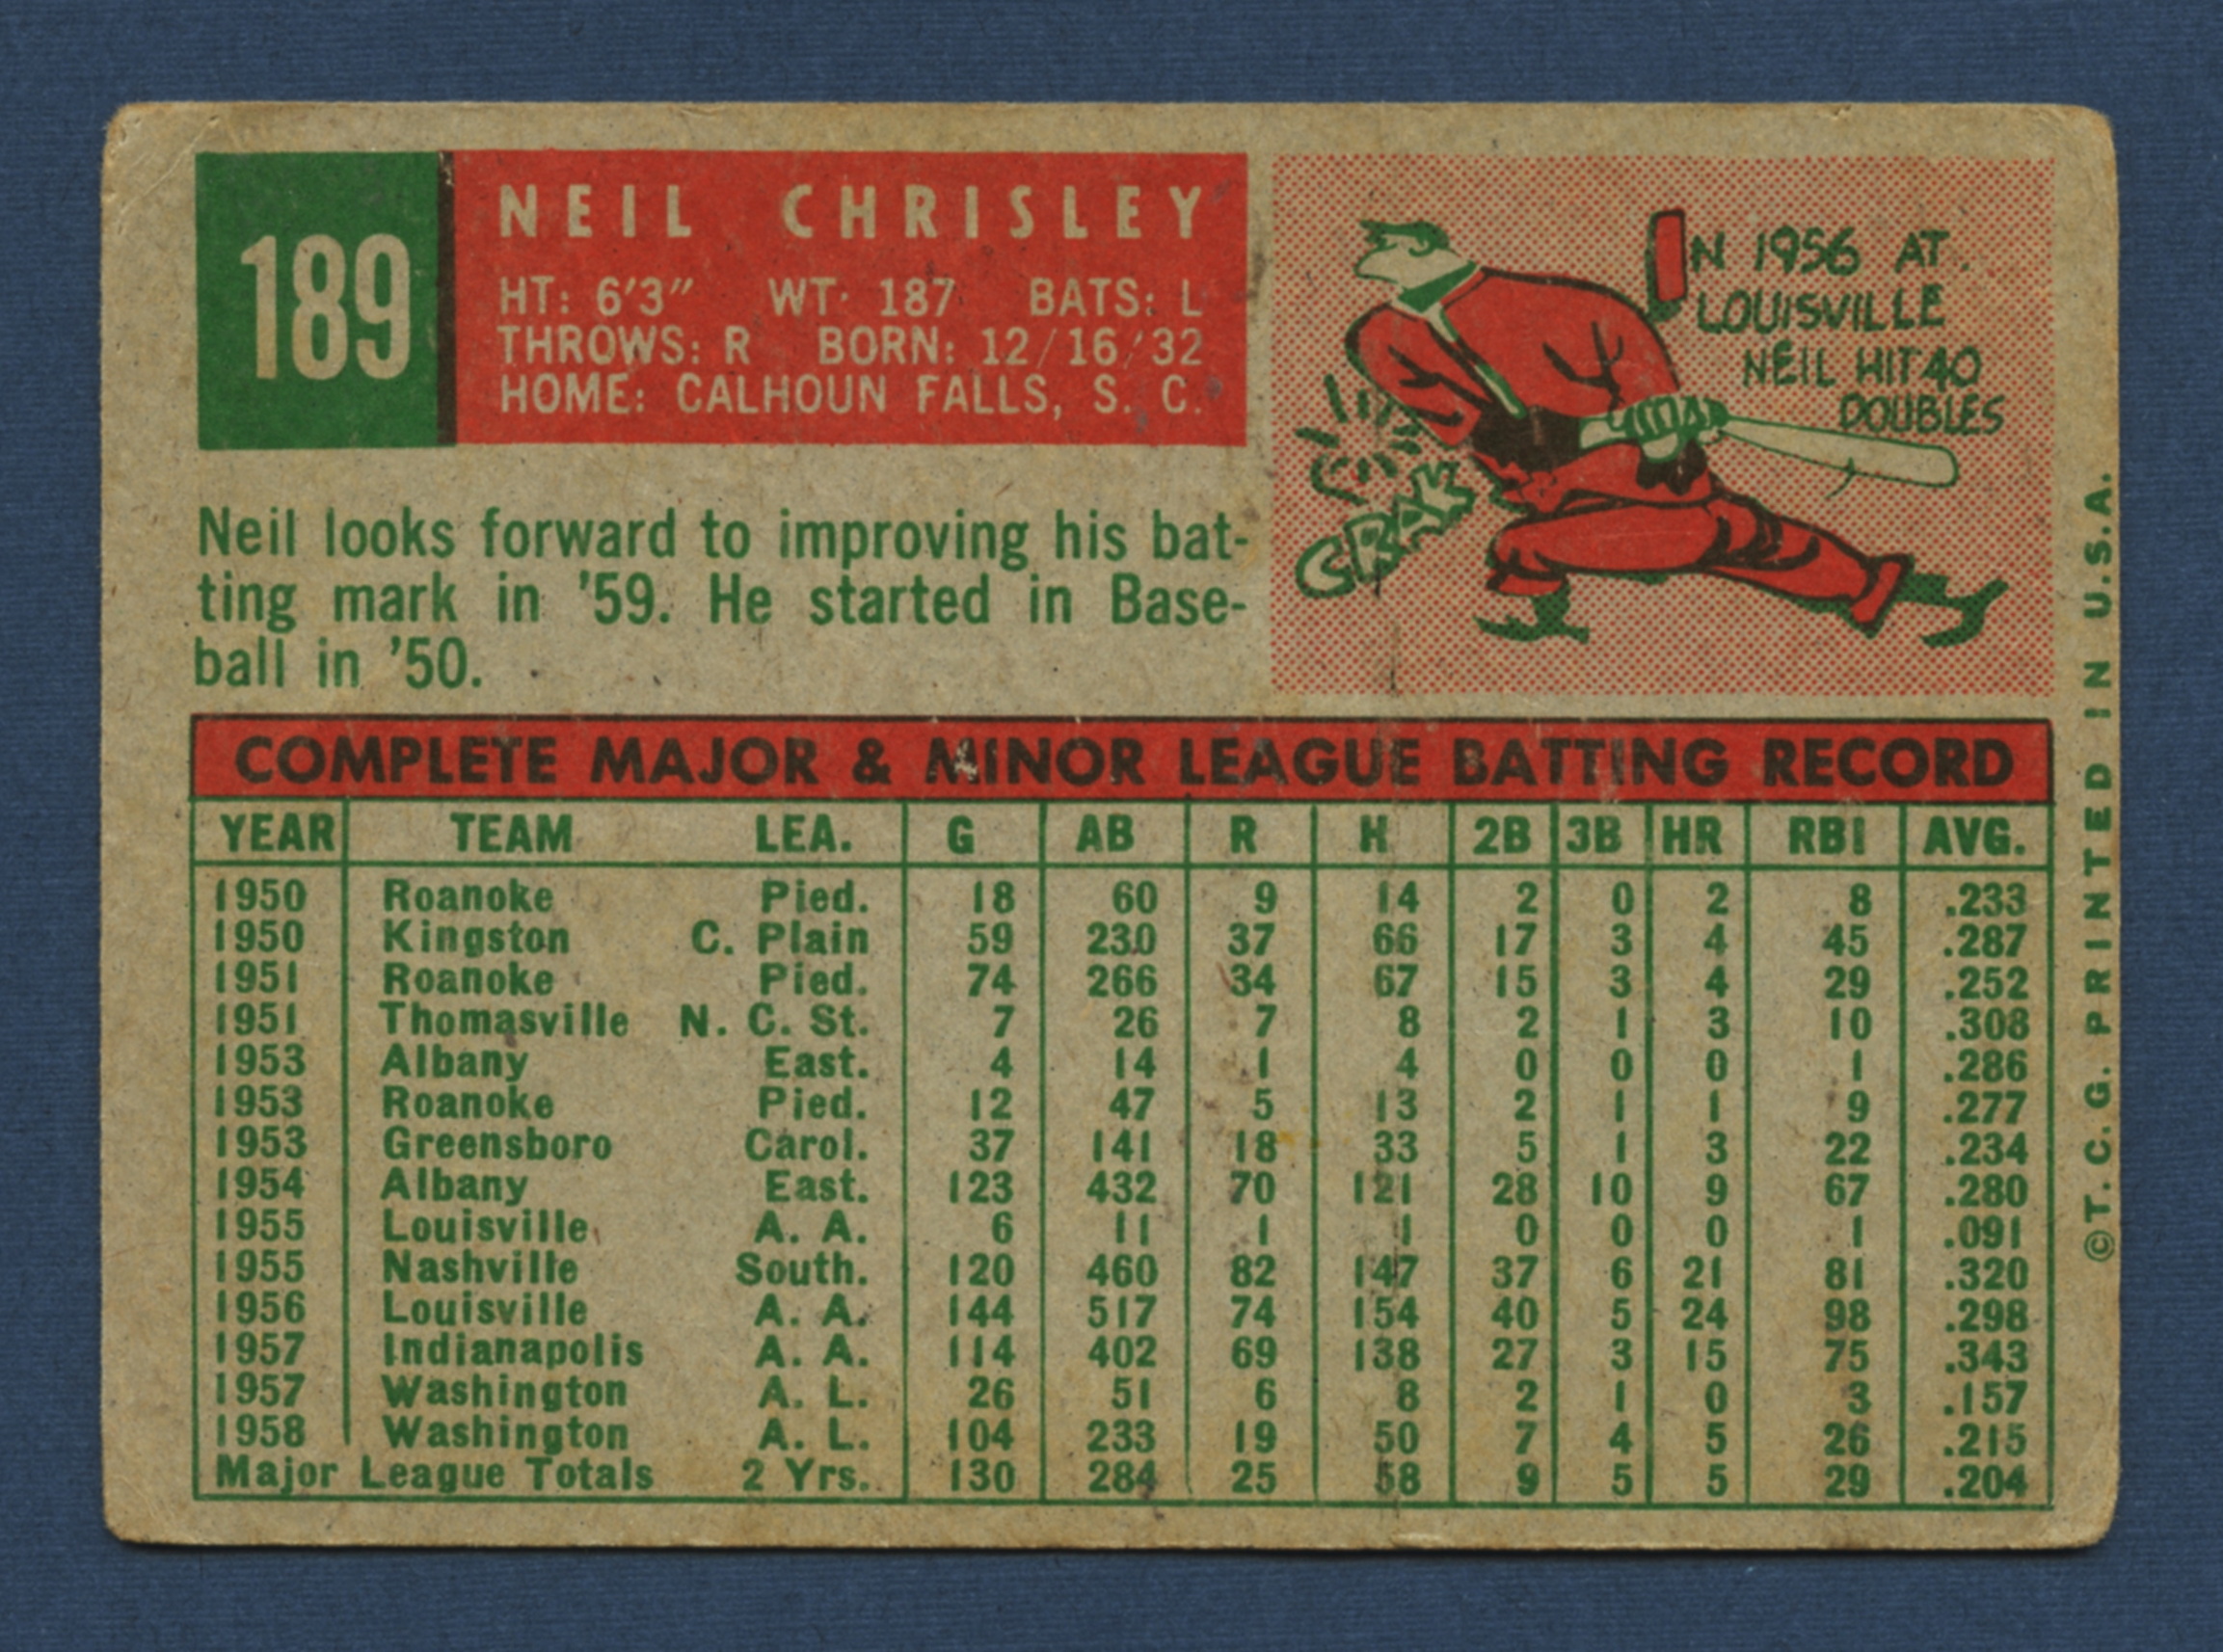 189
NEIL CHRISLEY
HT: 6'3" WT: 187 BATS: L
THROWS: R BORN: 12/16/32
HOME: CALHOUN FALLS, S. C.
IN 1956 AT
LOUISVILLE
NEIL HIT 40
DOUBLES
CRAK
Neil looks forward to improving his bat-
ting mark in '59. He started in Base-
ball in '50.
COMPLETE MAJOR & MINOR LEAGUE BATTING RECORD
YEAR TEAM LEA. G AB R H 2B 3B HR RBI AVG.
1950 Roanoke Pied. 18 60 9 14 2 0 2 8 .233
1950 Kingston C. Plain 59 230 37 66 17 3 4 45 .287
1951 Roanoke Pied. 74 266 34 67 15 3 4 29 .252
1951 Thomasville N. C. St. 7 26 7 8 2 1 3 10 .308
1953 Albany East. 4 14 1 4 0 0 0 1 .286
1953 Roanoke Pied. 12 47 5 13 2 1 1 9 .277
1953 Greensboro Carol. 37 141 18 33 5 1 3 22 .234
1954 Albany East. 123 432 70 121 28 10 9 67 .280
1955 Louisville A. A. 6 11 1 1 0 0 0 1 .091
1955 Nashville South. 120 460 82 147 37 6 21 81 .320
1956 Louisville A. A. 144 517 74 154 40 5 24 98 .298
1957 Indianapolis A. A. 114 402 69 138 27 3 15 75 .343
1957 Washington A. L. 26 51 6 8 2 1 0 3 .157
1958 Washington A. L. 104 233 19 50 7 4 5 26 .215
Major League Totals 2 Yrs. 130 284 25 58 9 5 5 29 .204
©T. C. G. PRINTED IN U.S.A.